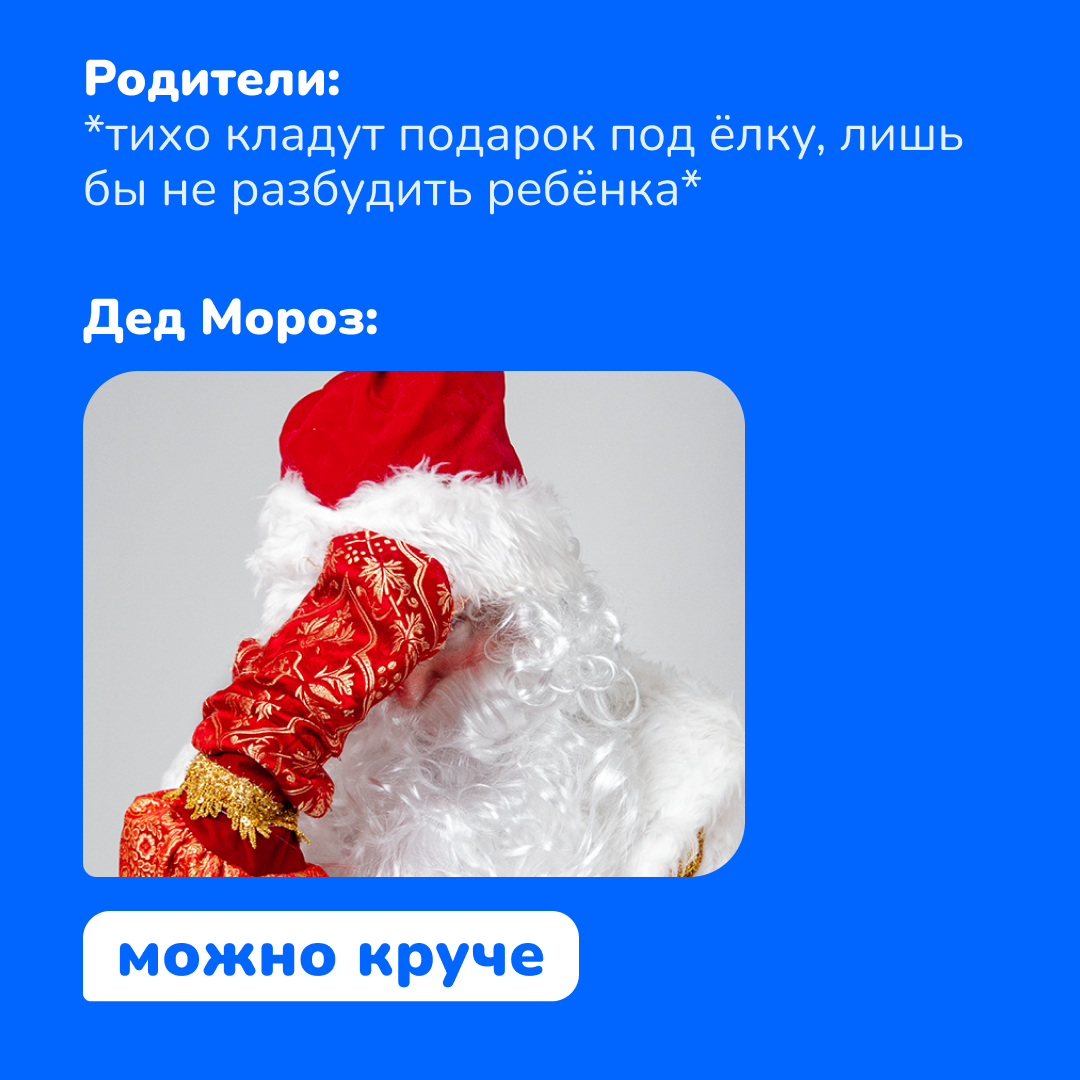 Родители:
*тихо кладут подарок под ёлку, лишь
бы не разбудить ребёнка*
Дед Мороз:
можно круче